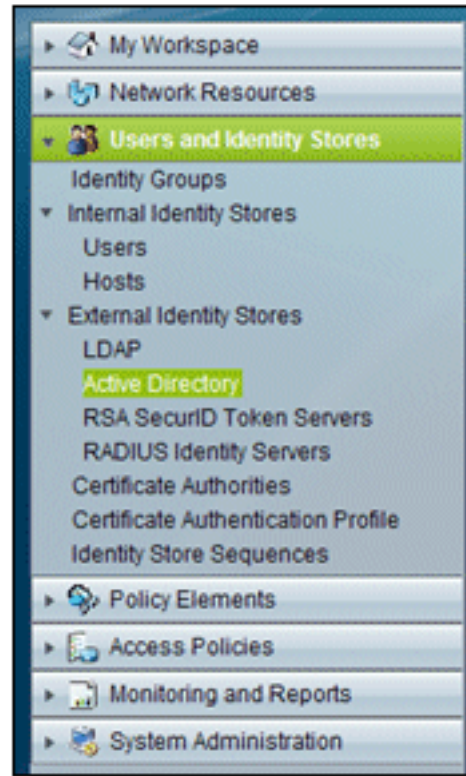 My Workspace
Network Resources
Users and Identity Stores
Identity Groups
Internal Identity Stores
Users
Hosts
External Identity Stores
LDAP
Active Directory
RSA SecurID Token Servers
RADIUS Identity Servers
Certificate Authorities
Certificate Authentication Profile
Identity Store Sequences
Policy Elements
Access Policies
Monitoring and Reports
System Administration